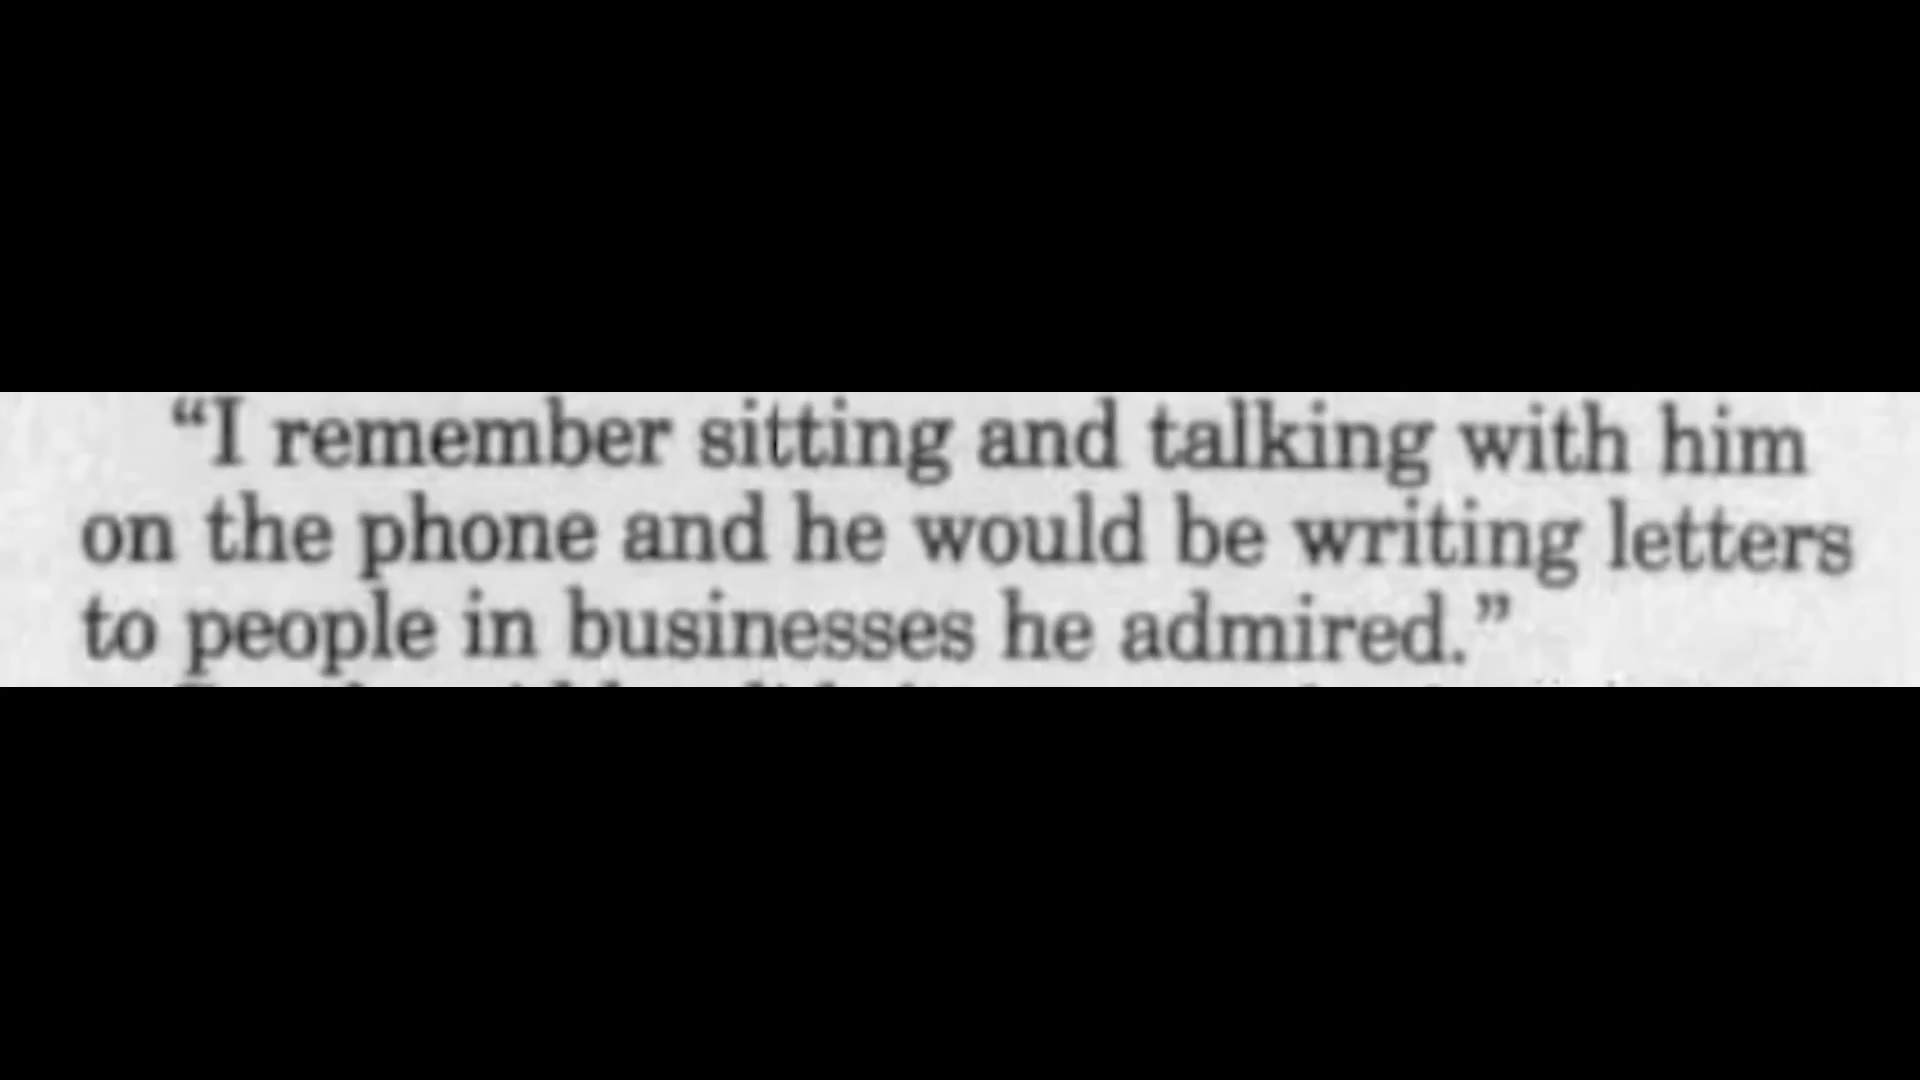 “I remember sitting and talking with him
on the phone and he would be writing letters
to people in businesses he admired.”